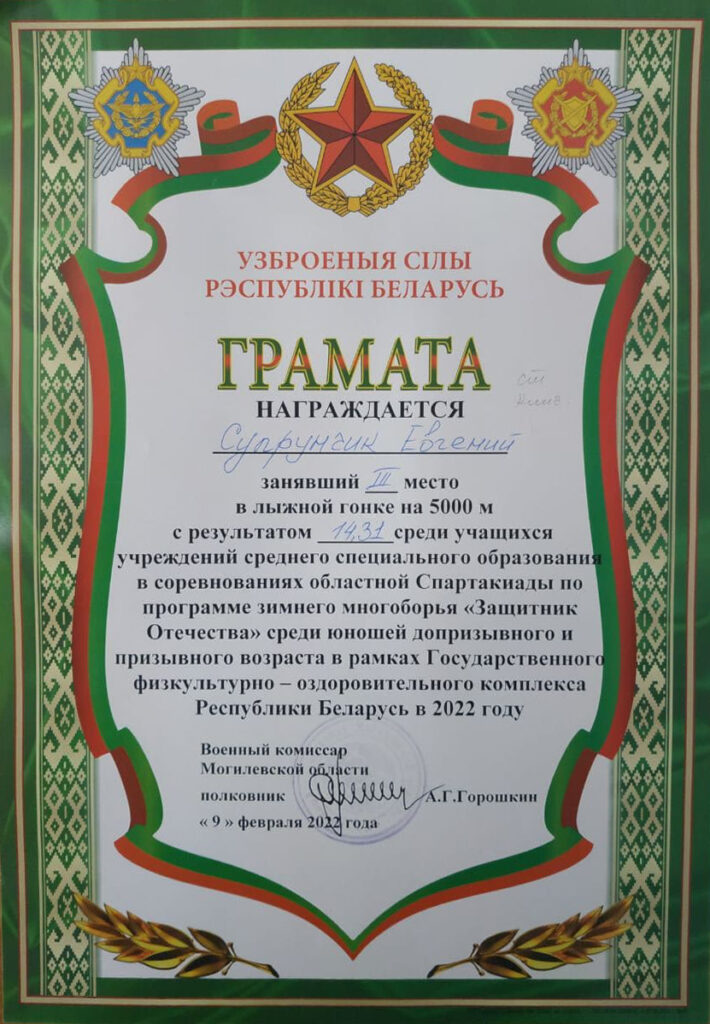 УЗБРОЕНЫЯ СІЛЫ
РЭСПУБЛІКІ БЕЛАРУСЬ
ГРАМАТА
НАГРАЖДАЕТСЯ
Супрунчик Евгений
занявший III место
в лыжной гонке на 5000 м
с результатом 14,31 среди учащихся
учреждений среднего специального образования
в соревнованиях областной Спартакиады по
программе зимнего многоборья «Защитник
Отечества» среди юношей допризывного и
призывного возраста в рамках Государственного
физкультурно – оздоровительного комплекса
Республики Беларусь в 2022 году
Военный комиссар
Могилевской области
полковник А.Г.Горошкин
« 9 » февраля 2022 года